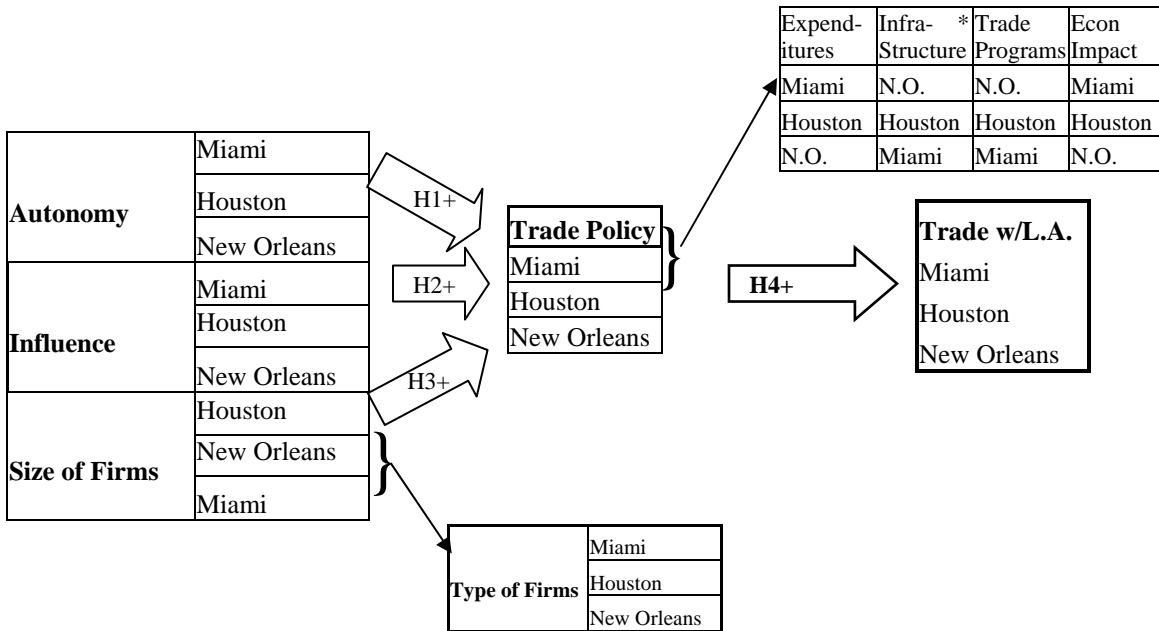 Expend- Infra- * Trade Econ
itures Structure Programs Impact
Miami N.O. N.O. Miami
Houston Houston Houston Houston
N.O. Miami Miami N.O.
Autonomy
Miami
Houston
New Orleans
Influence
Miami
Houston
New Orleans
Size of Firms
Houston
New Orleans
Miami
H1+
H2+
H3+
Trade Policy
Miami
Houston
New Orleans
H4+
Trade w/L.A.
Miami
Houston
New Orleans
Type of Firms
Miami
Houston
New Orleans